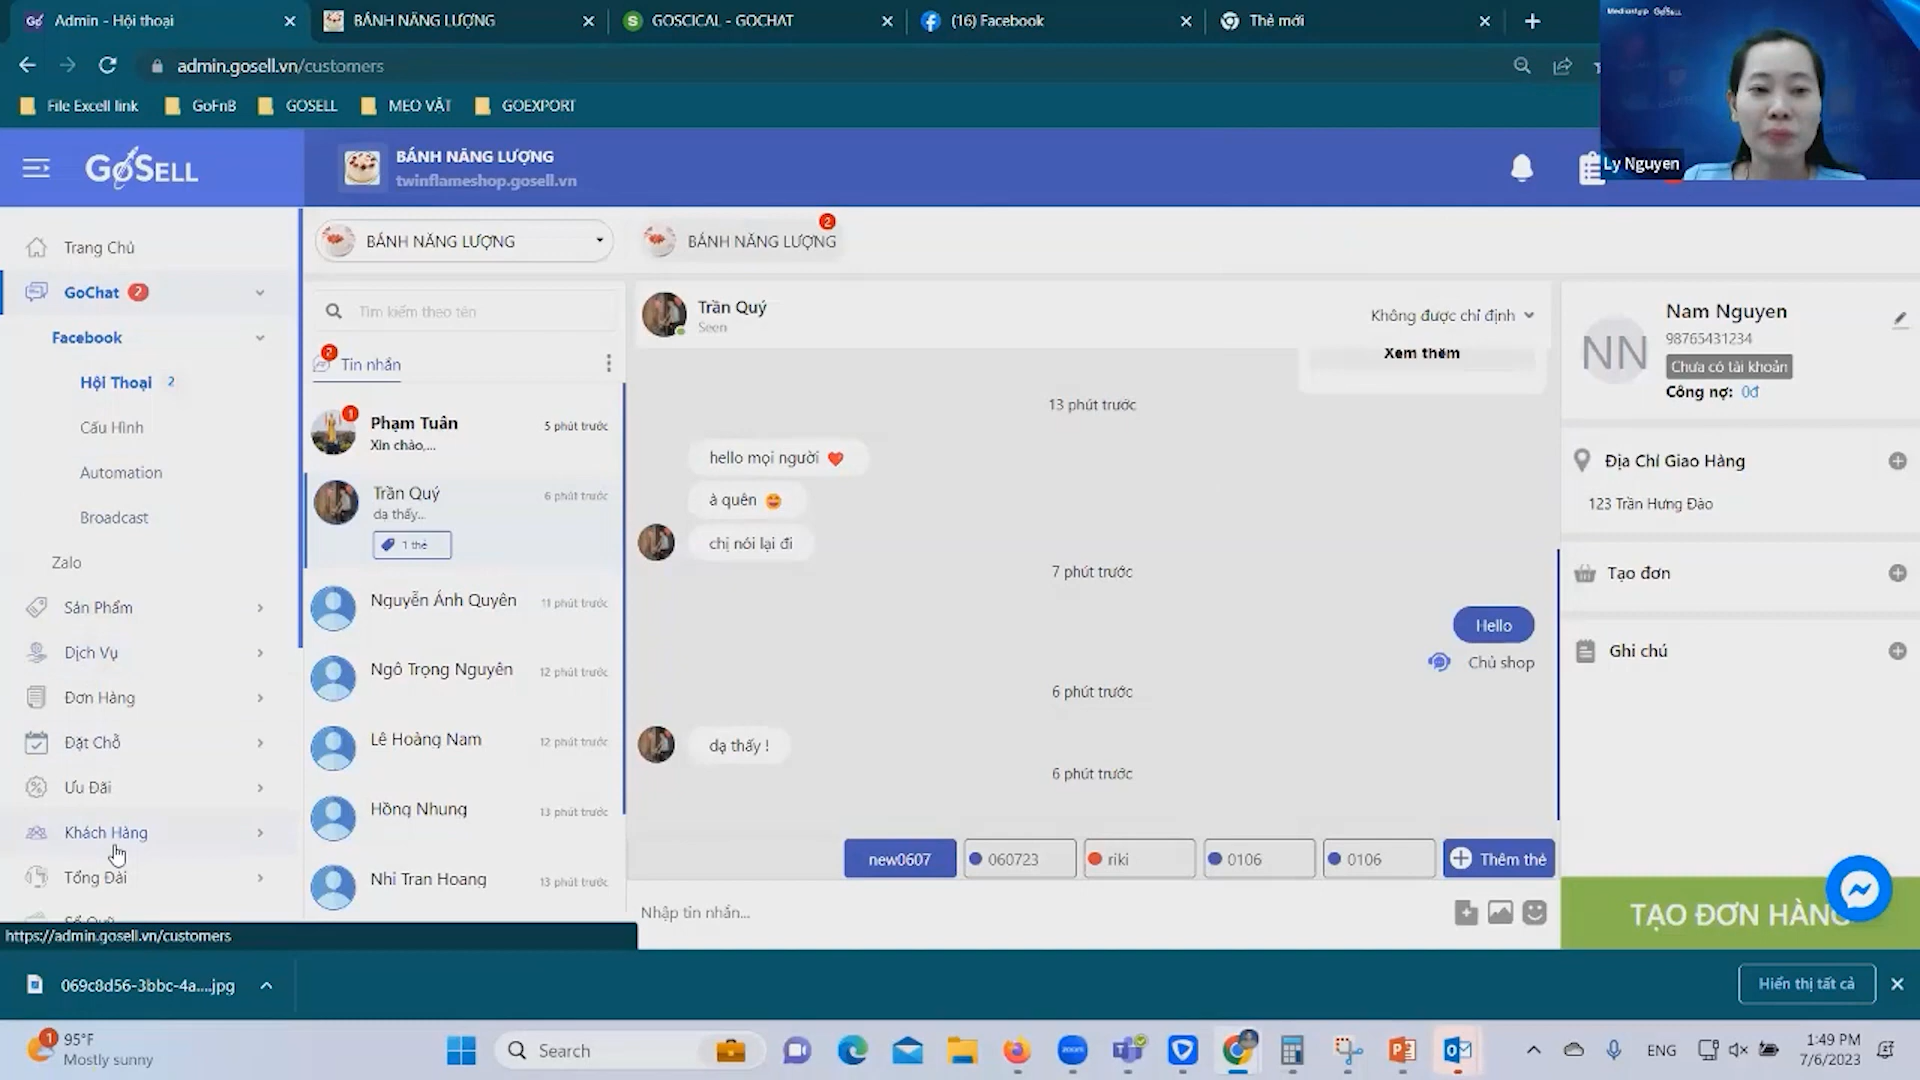 Admin - Hội thoại
BÁNH NĂNG LƯỢNG
GOSCICAL - GOCHAT
(16) Facebook
Thẻ mới
admin.gosell.vn/customers
File Excell link
GoFnB
GOSELL
MEO VẶT
GOEXPORT
Ly Nguyen
GOSELL
BÁNH NĂNG LƯỢNG
twinflameshop.gosell.vn
Trang Chủ
GoChat 2
Facebook
Hội Thoại 2
Cấu Hình
Automation
Broadcast
Zalo
Sản Phẩm
Dịch Vụ
Đơn Hàng
Đặt Chỗ
Ưu Đãi
Khách Hàng
Tổng Đài
Sổ Quỹ
https://admin.gosell.vn/customers
BÁNH NĂNG LƯỢNG
BÁNH NĂNG LƯỢNG 2
Tìm kiếm theo tên
2
Tin nhắn
1
Phạm Tuân 5 phút trước
Xin chào,...
Trần Quý 6 phút trước
dạ thấy...
1 thẻ
Nguyễn Ánh Quyên 11 phút trước
Ngô Trọng Nguyên 12 phút trước
Lê Hoàng Nam 12 phút trước
Hồng Nhung 13 phút trước
Nhi Tran Hoang 13 phút trước
Trần Quý
Seen
Không được chỉ định
Xem thêm
13 phút trước
hello mọi người
à quên
chị nói lại đi
7 phút trước
Hello
Chủ shop
6 phút trước
dạ thấy !
6 phút trước
new0607
060723
riki
0106
0106
Thêm thẻ
Nhập tin nhắn...
NN
Nam Nguyen
98765431234
Chưa có tài khoản
Công nợ: 0đ
Địa Chỉ Giao Hàng
123 Trần Hưng Đào
Tạo đơn
Ghi chú
TẠO ĐƠN HÀNG
069c8d56-3bbc-4a....jpg
Hiển thị tất cả
1
95°F
Mostly sunny
Search
zoom
ENG
1:49 PM
7/6/2023